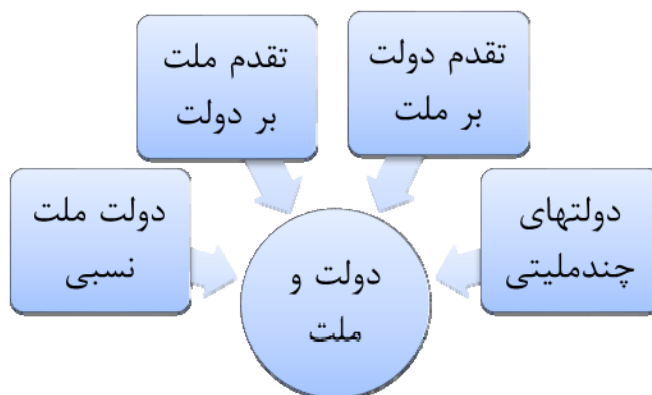 تقدم دولت
بر ملت
تقدم ملت
بر دولت
دولتهای
چندملیتی
دولت ملت
نسبی
دولت و
ملت